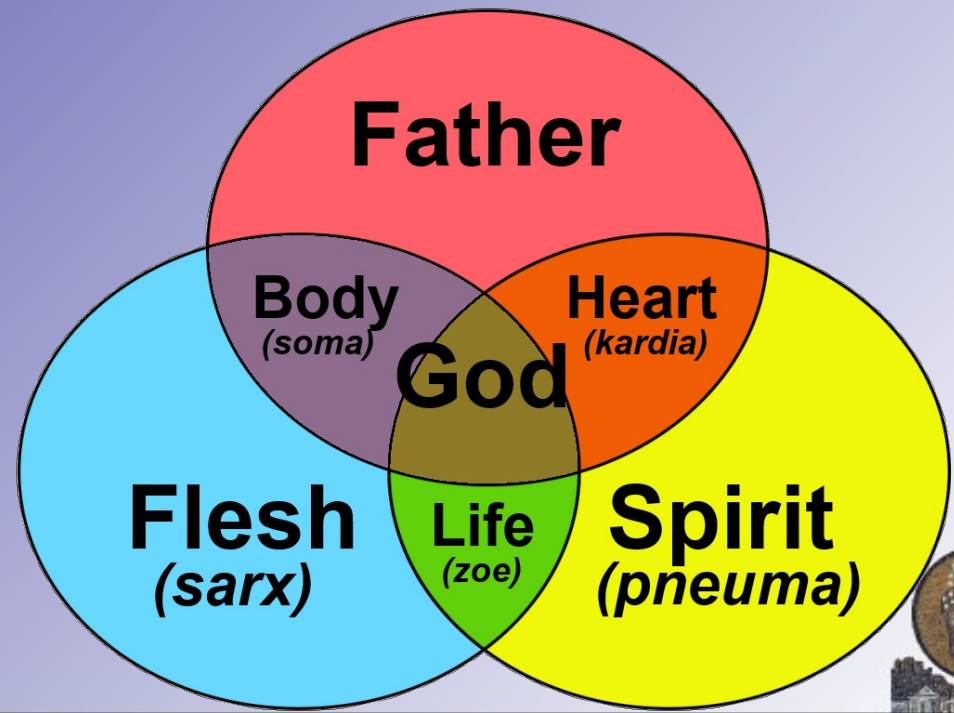 Father
Body
(soma)
Heart
(kardia)
God
Flesh
(sarx)
Life
(zoe)
Spirit
(pneuma)